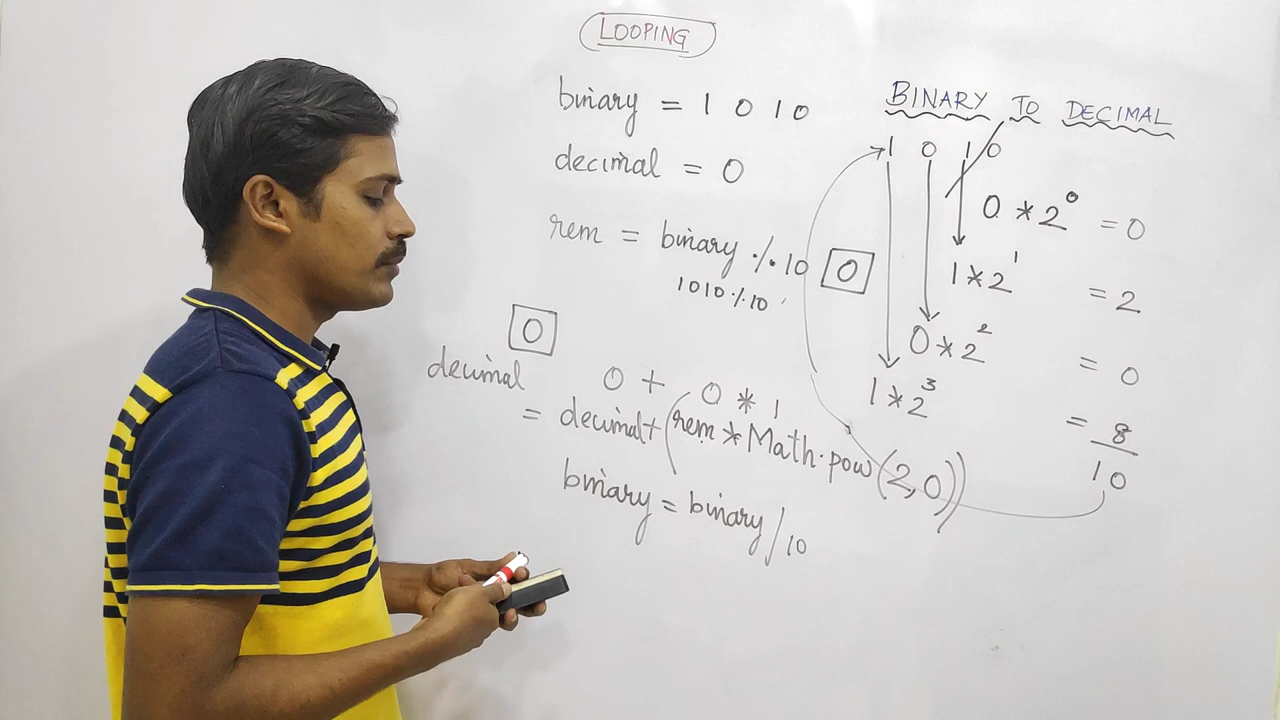 LOOPING
binary = 1 0 1 0
decimal = 0
rem = binary % 10 0
1010 % 10
0
decimal 0 + 0 * 1
= decimal + (rem * Math.pow (2,0))
binary = binary / 10
BINARY TO DECIMAL
1 0 1 0
0 * 2⁰ = 0
1 * 2¹ = 2
0 * 2² = 0
1 * 2³ = 8
10